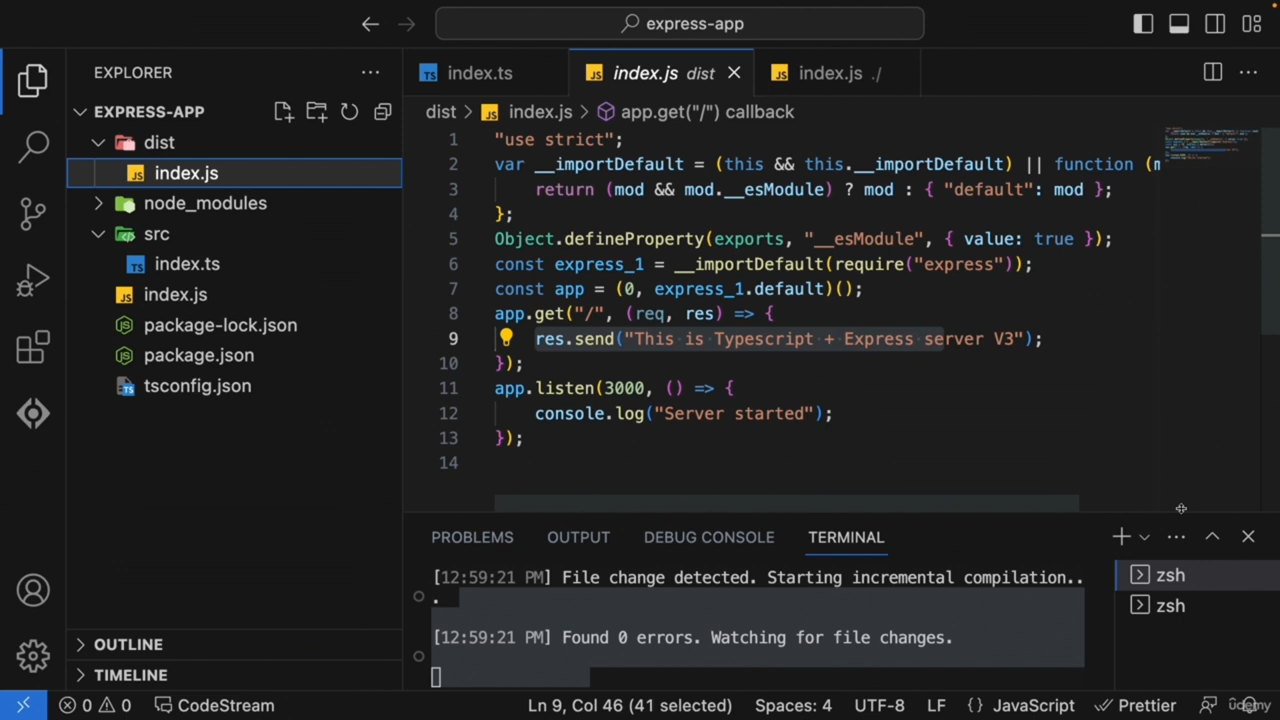 express-app
EXPLORER
EXPRESS-APP
dist
index.js
node_modules
src
index.ts
index.js
package-lock.json
package.json
tsconfig.json
OUTLINE
TIMELINE
index.ts
index.js dist
index.js ./
dist > index.js > app.get("/") callback
1 "use strict";
2 var __importDefault = (this && this.__importDefault) || function (m
3 return (mod && mod.__esModule) ? mod : { "default": mod };
4 };
5 Object.defineProperty(exports, "__esModule", { value: true });
6 const express_1 = __importDefault(require("express"));
7 const app = (0, express_1.default)();
8 app.get("/", (req, res) => {
9 res.send("This is Typescript + Express server V3");
10 });
11 app.listen(3000, () => {
12 console.log("Server started");
13 });
14
PROBLEMS OUTPUT DEBUG CONSOLE TERMINAL
[12:59:21 PM] File change detected. Starting incremental compilation..
.
[12:59:21 PM] Found 0 errors. Watching for file changes.
zsh
zsh
0 0 CodeStream Ln 9, Col 46 (41 selected) Spaces: 4 UTF-8 LF {} JavaScript Prettier
udemy